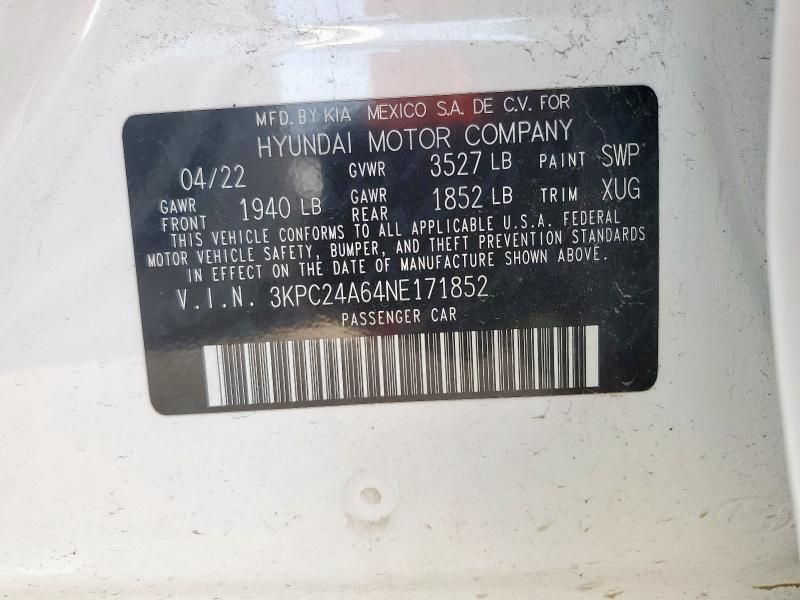 MFD. BY KIA MEXICO S.A. DE C.V. FOR
HYUNDAI MOTOR COMPANY
04/22 GVWR 3527 LB PAINT SWP
GAWR FRONT 1940 LB GAWR REAR 1852 LB TRIM XUG
THIS VEHICLE CONFORMS TO ALL APPLICABLE U.S.A. FEDERAL
MOTOR VEHICLE SAFETY, BUMPER, AND THEFT PREVENTION STANDARDS
IN EFFECT ON THE DATE OF MANUFACTURE SHOWN ABOVE.
V.I.N. 3KPC24A64NE171852
PASSENGER CAR